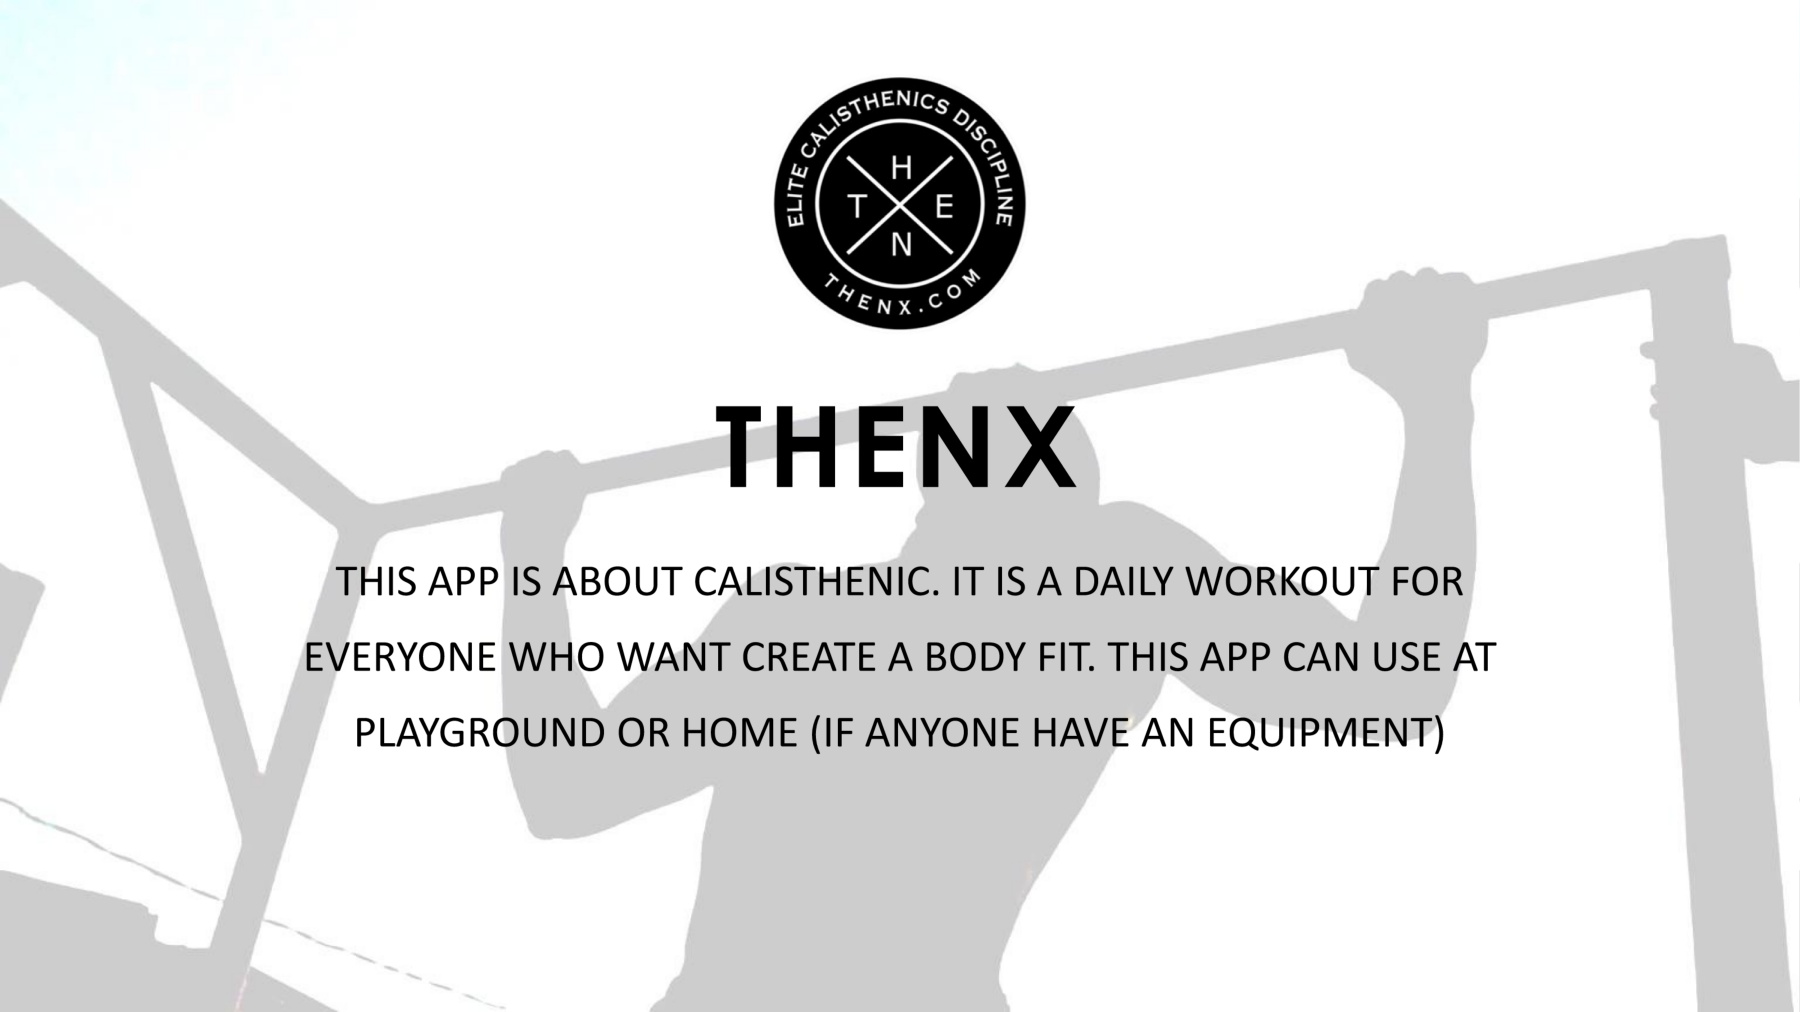 ELITE CALISTHENICS DISCIPLINE
H
T E
N
THENX.COM
THENX
THIS APP IS ABOUT CALISTHENIC. IT IS A DAILY WORKOUT FOR
EVERYONE WHO WANT CREATE A BODY FIT. THIS APP CAN USE AT
PLAYGROUND OR HOME (IF ANYONE HAVE AN EQUIPMENT)